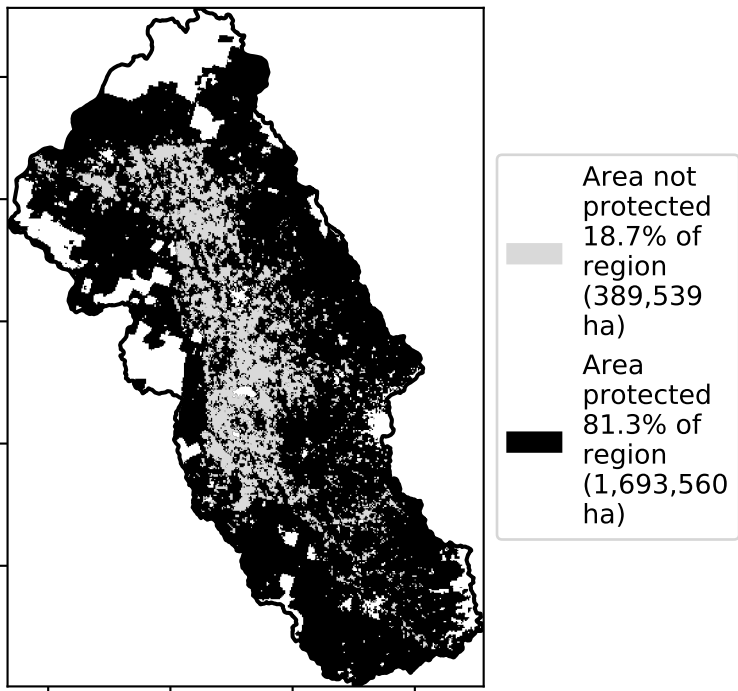 Area not
protected
18.7% of
region
(389,539
ha)
Area
protected
81.3% of
region
(1,693,560
ha)